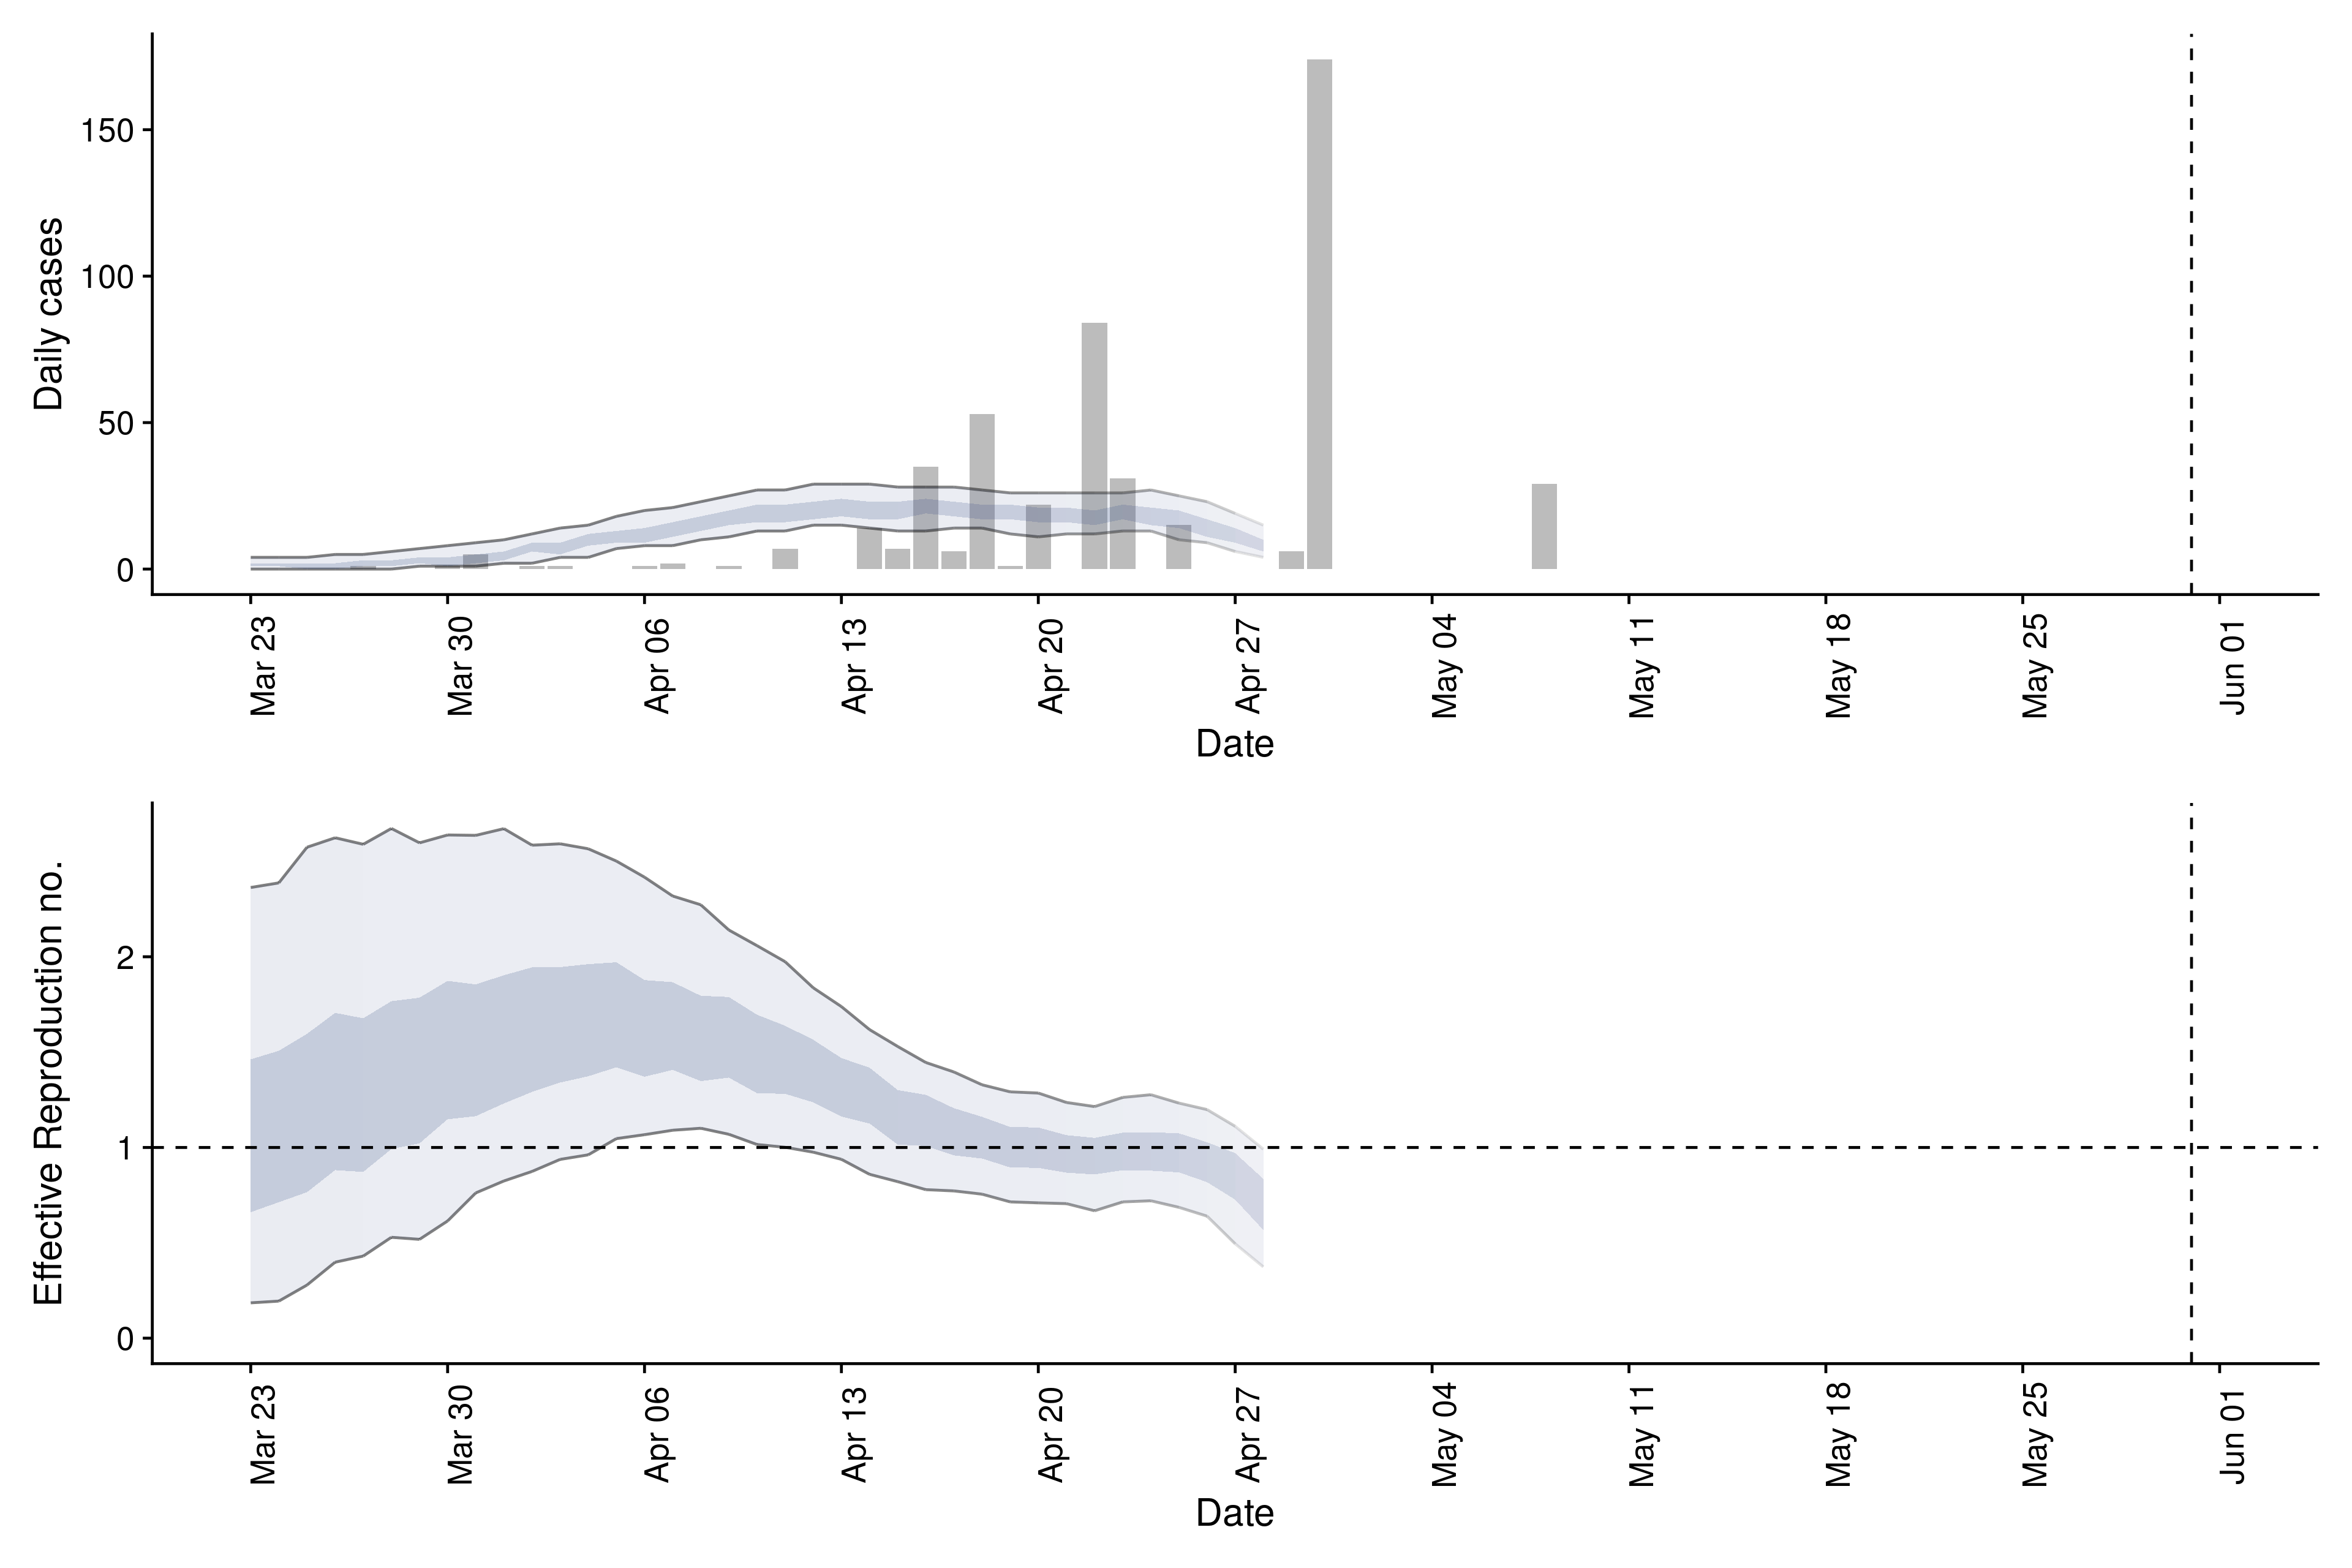 Daily cases
150
100
50
0
Mar 23
Mar 30
Apr 06
Apr 13
Apr 20
Apr 27
May 04
May 11
May 18
May 25
Jun 01
Date
Effective Reproduction no.
2
1
0
Mar 23
Mar 30
Apr 06
Apr 13
Apr 20
Apr 27
May 04
May 11
May 18
May 25
Jun 01
Date